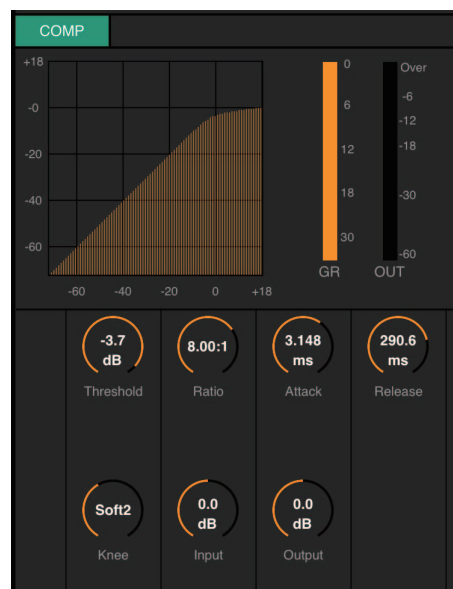 COMP
+18
-0
-20
-40
-60
-60 -40 -20 0 +18
0
6
12
18
30
GR
Over
-6
-12
-18
-30
-60
OUT
-3.7
dB
Threshold
8.00:1
Ratio
3.148
ms
Attack
290.6
ms
Release
Soft2
Knee
0.0
dB
Input
0.0
dB
Output